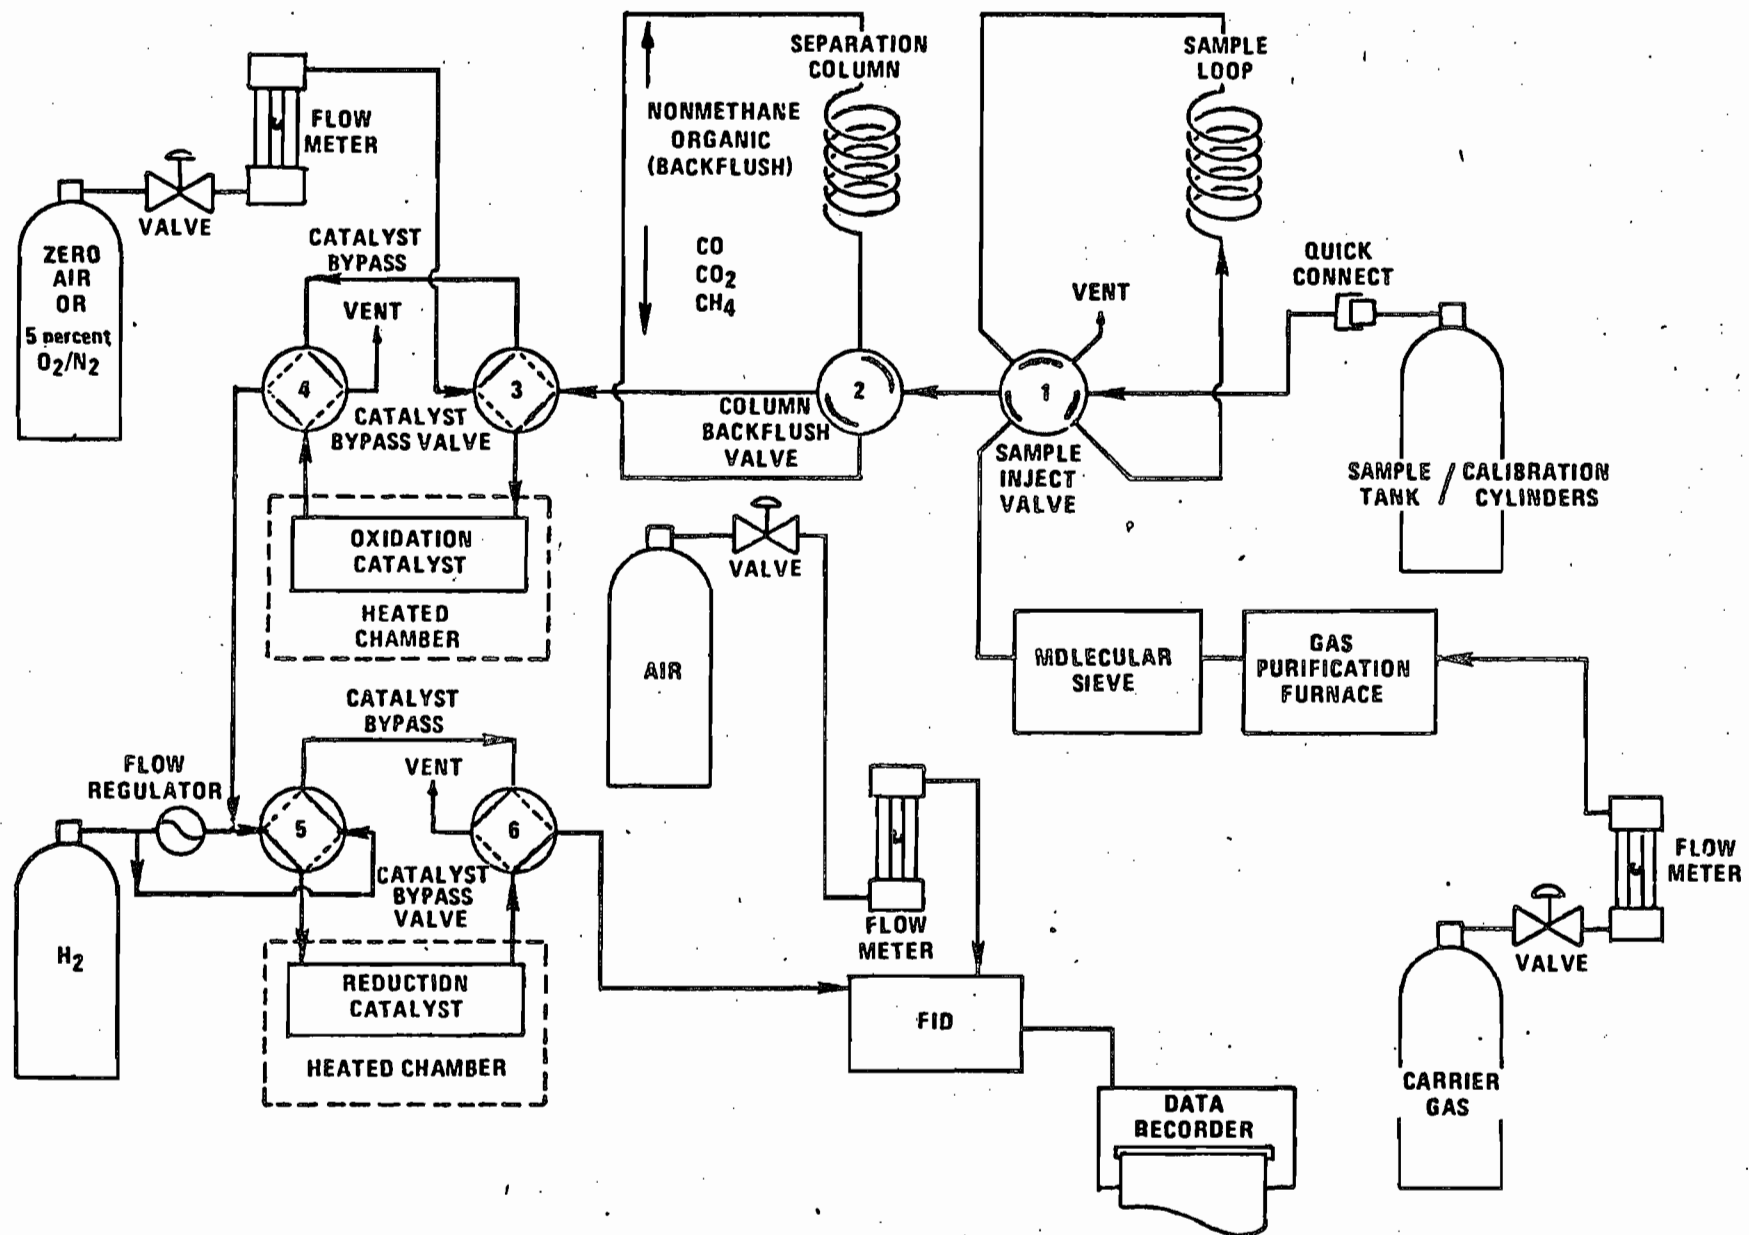 SEPARATION
COLUMN
SAMPLE
LOOP
NONMETHANE
ORGANIC
(BACKFLUSH)
FLOW
METER
VALVE
ZERO
AIR
OR
5 percent
O2/N2
CATALYST
BYPASS
VENT
CO
CO2
CH4
QUICK
CONNECT
VENT
4
3
2
1
CATALYST
BYPASS VALVE
COLUMN
BACKFLUSH
VALVE
SAMPLE
INJECT
VALVE
SAMPLE
TANK
/
CALIBRATION
CYLINDERS
OXIDATION
CATALYST
HEATED
CHAMBER
VALVE
AIR
MOLECULAR
SIEVE
GAS
PURIFICATION
FURNACE
CATALYST
BYPASS
VENT
FLOW
REGULATOR
5
6
CATALYST
BYPASS
VALVE
H2
FLOW
METER
FLOW
METER
VALVE
REDUCTION
CATALYST
HEATED CHAMBER
FID
CARRIER
GAS
DATA
RECORDER